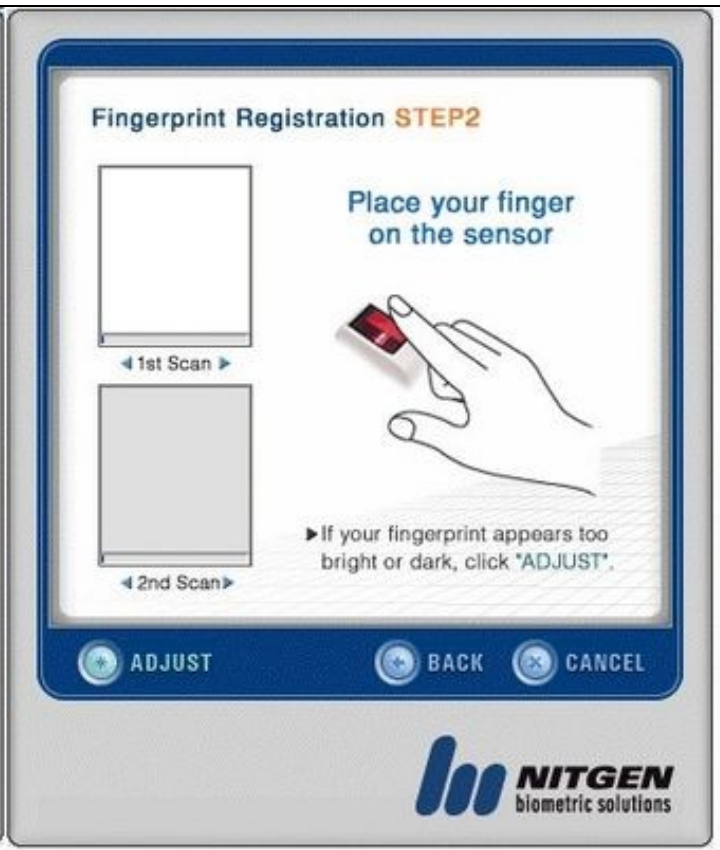 Fingerprint Registration STEP2
Place your finger
on the sensor
1st Scan
2nd Scan
If your fingerprint appears too
bright or dark, click "ADJUST".
ADJUST
BACK
CANCEL
NITGEN
biometric solutions